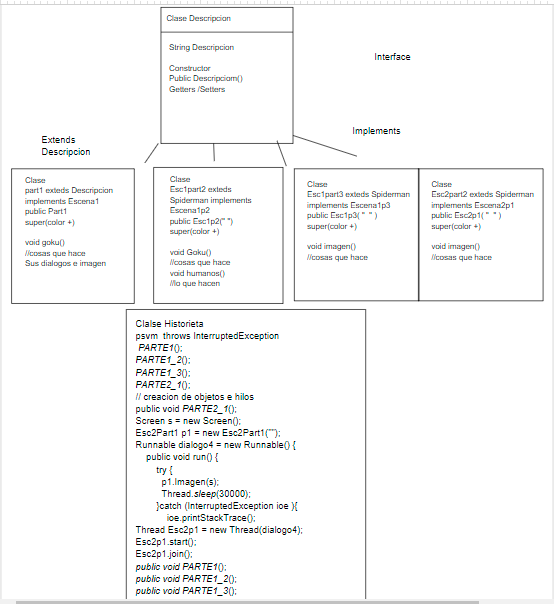 Clase Descripcion
String Descripcion
Constructor
Public Descripciom()
Getters /Setters
Interface
Implements
Extends
Descripcion
Clase
part1 exteds Descripcion
implements Escena1
public Part1
super(color +)
void goku()
//cosas que hace
Sus dialogos e imagen
Clase
Esc1part2 exteds
Spiderman implements
Escena1p2
public Esc1p2(" ")
super(color +)
void Goku()
//cosas que hace
void humanos()
//lo que hacen
Clase
Esc1part3 exteds Spiderman
implements Escena1p3
public Esc1p3( " " )
super(color +)
void imagen()
//cosas que hace
Clase
Esc2part2 exteds Spiderman
implements Escena2p1
public Esc2p1( " " )
super(color +)
void imagen()
//cosas que hace
Clalse Historieta
psvm throws InterruptedException
PARTE1();
PARTE1_2();
PARTE1_3();
PARTE2_1();
// creacion de objetos e hilos
public void PARTE2_1();
Screen s = new Screen();
Esc2Part1 p1 = new Esc2Part1("");
Runnable dialogo4 = new Runnable() {
public void run() {
try {
p1.Imagen(s);
Thread.sleep(30000);
}catch (InterruptedException ioe ){
ioe.printStackTrace();
Thread Esc2p1 = new Thread(dialogo4);
Esc2p1.start();
Esc2p1.join();
public void PARTE1();
public void PARTE1_2();
public void PARTE1_3();